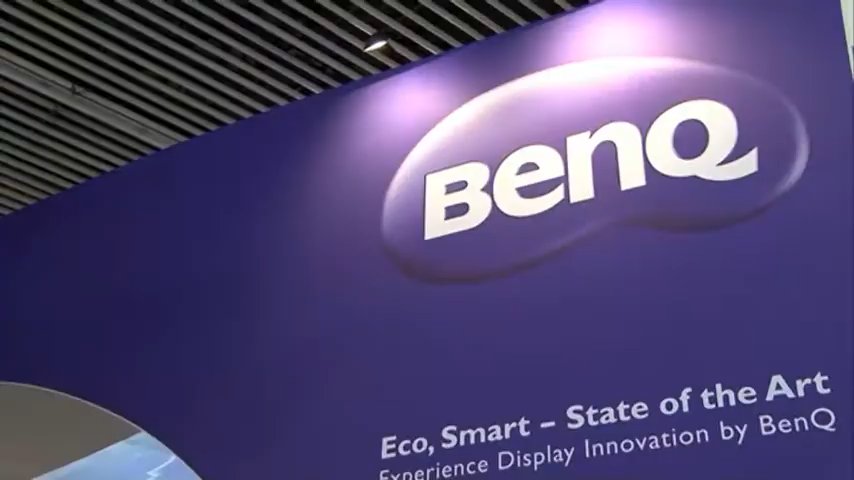 BenQ
Eco, Smart – State of the Art
Experience Display Innovation by BenQ